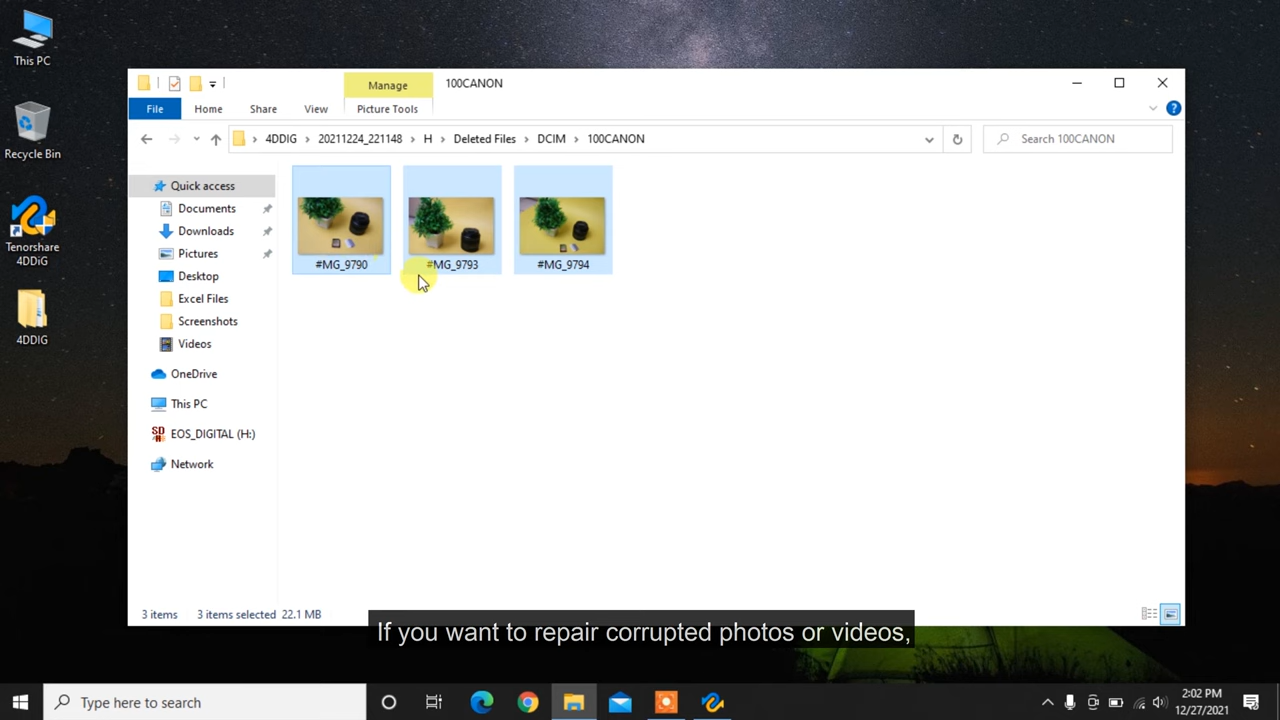 This PC
Recycle Bin
Tenorshare
4DDiG
4DDIG
Manage
100CANON
File
Home
Share
View
Picture Tools
4DDIG
20211224_221148
H
Deleted Files
DCIM
100CANON
Search 100CANON
Quick access
Documents
Downloads
Pictures
Desktop
Excel Files
Screenshots
Videos
OneDrive
This PC
EOS_DIGITAL (H:)
Network
#MG_9790
#MG_9793
#MG_9794
3 items
3 items selected 22.1 MB
If you want to repair corrupted photos or videos,
Type here to search
2:02 PM
12/27/2021